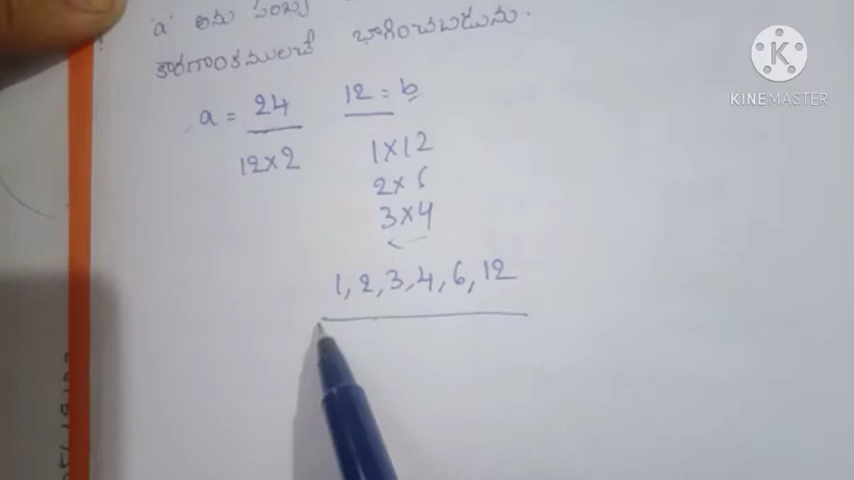 'a' అను సంఖ్య
కారణాంకములచే భాగించబడును.
a = 24 12 = b
12×2 1×12
2×6
3×4
1,2,3,4,6,12
KINEMASTER